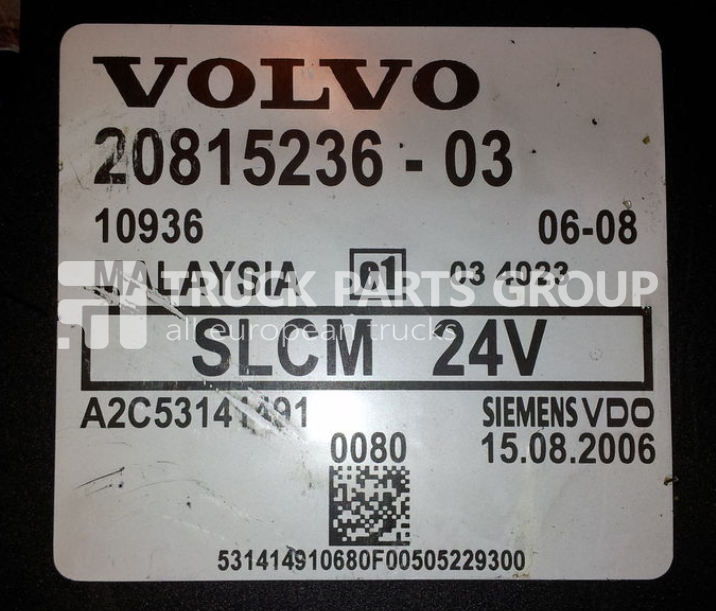 VOLVO
20815236 - 03
10936 06-08
MALAYSIA 01 03 4023
TRUCK PARTS GROUP
all european trucks
SLCM 24V
A2C53141491 SIEMENS VDO
0080 15.08.2006
531414910680F00505229300